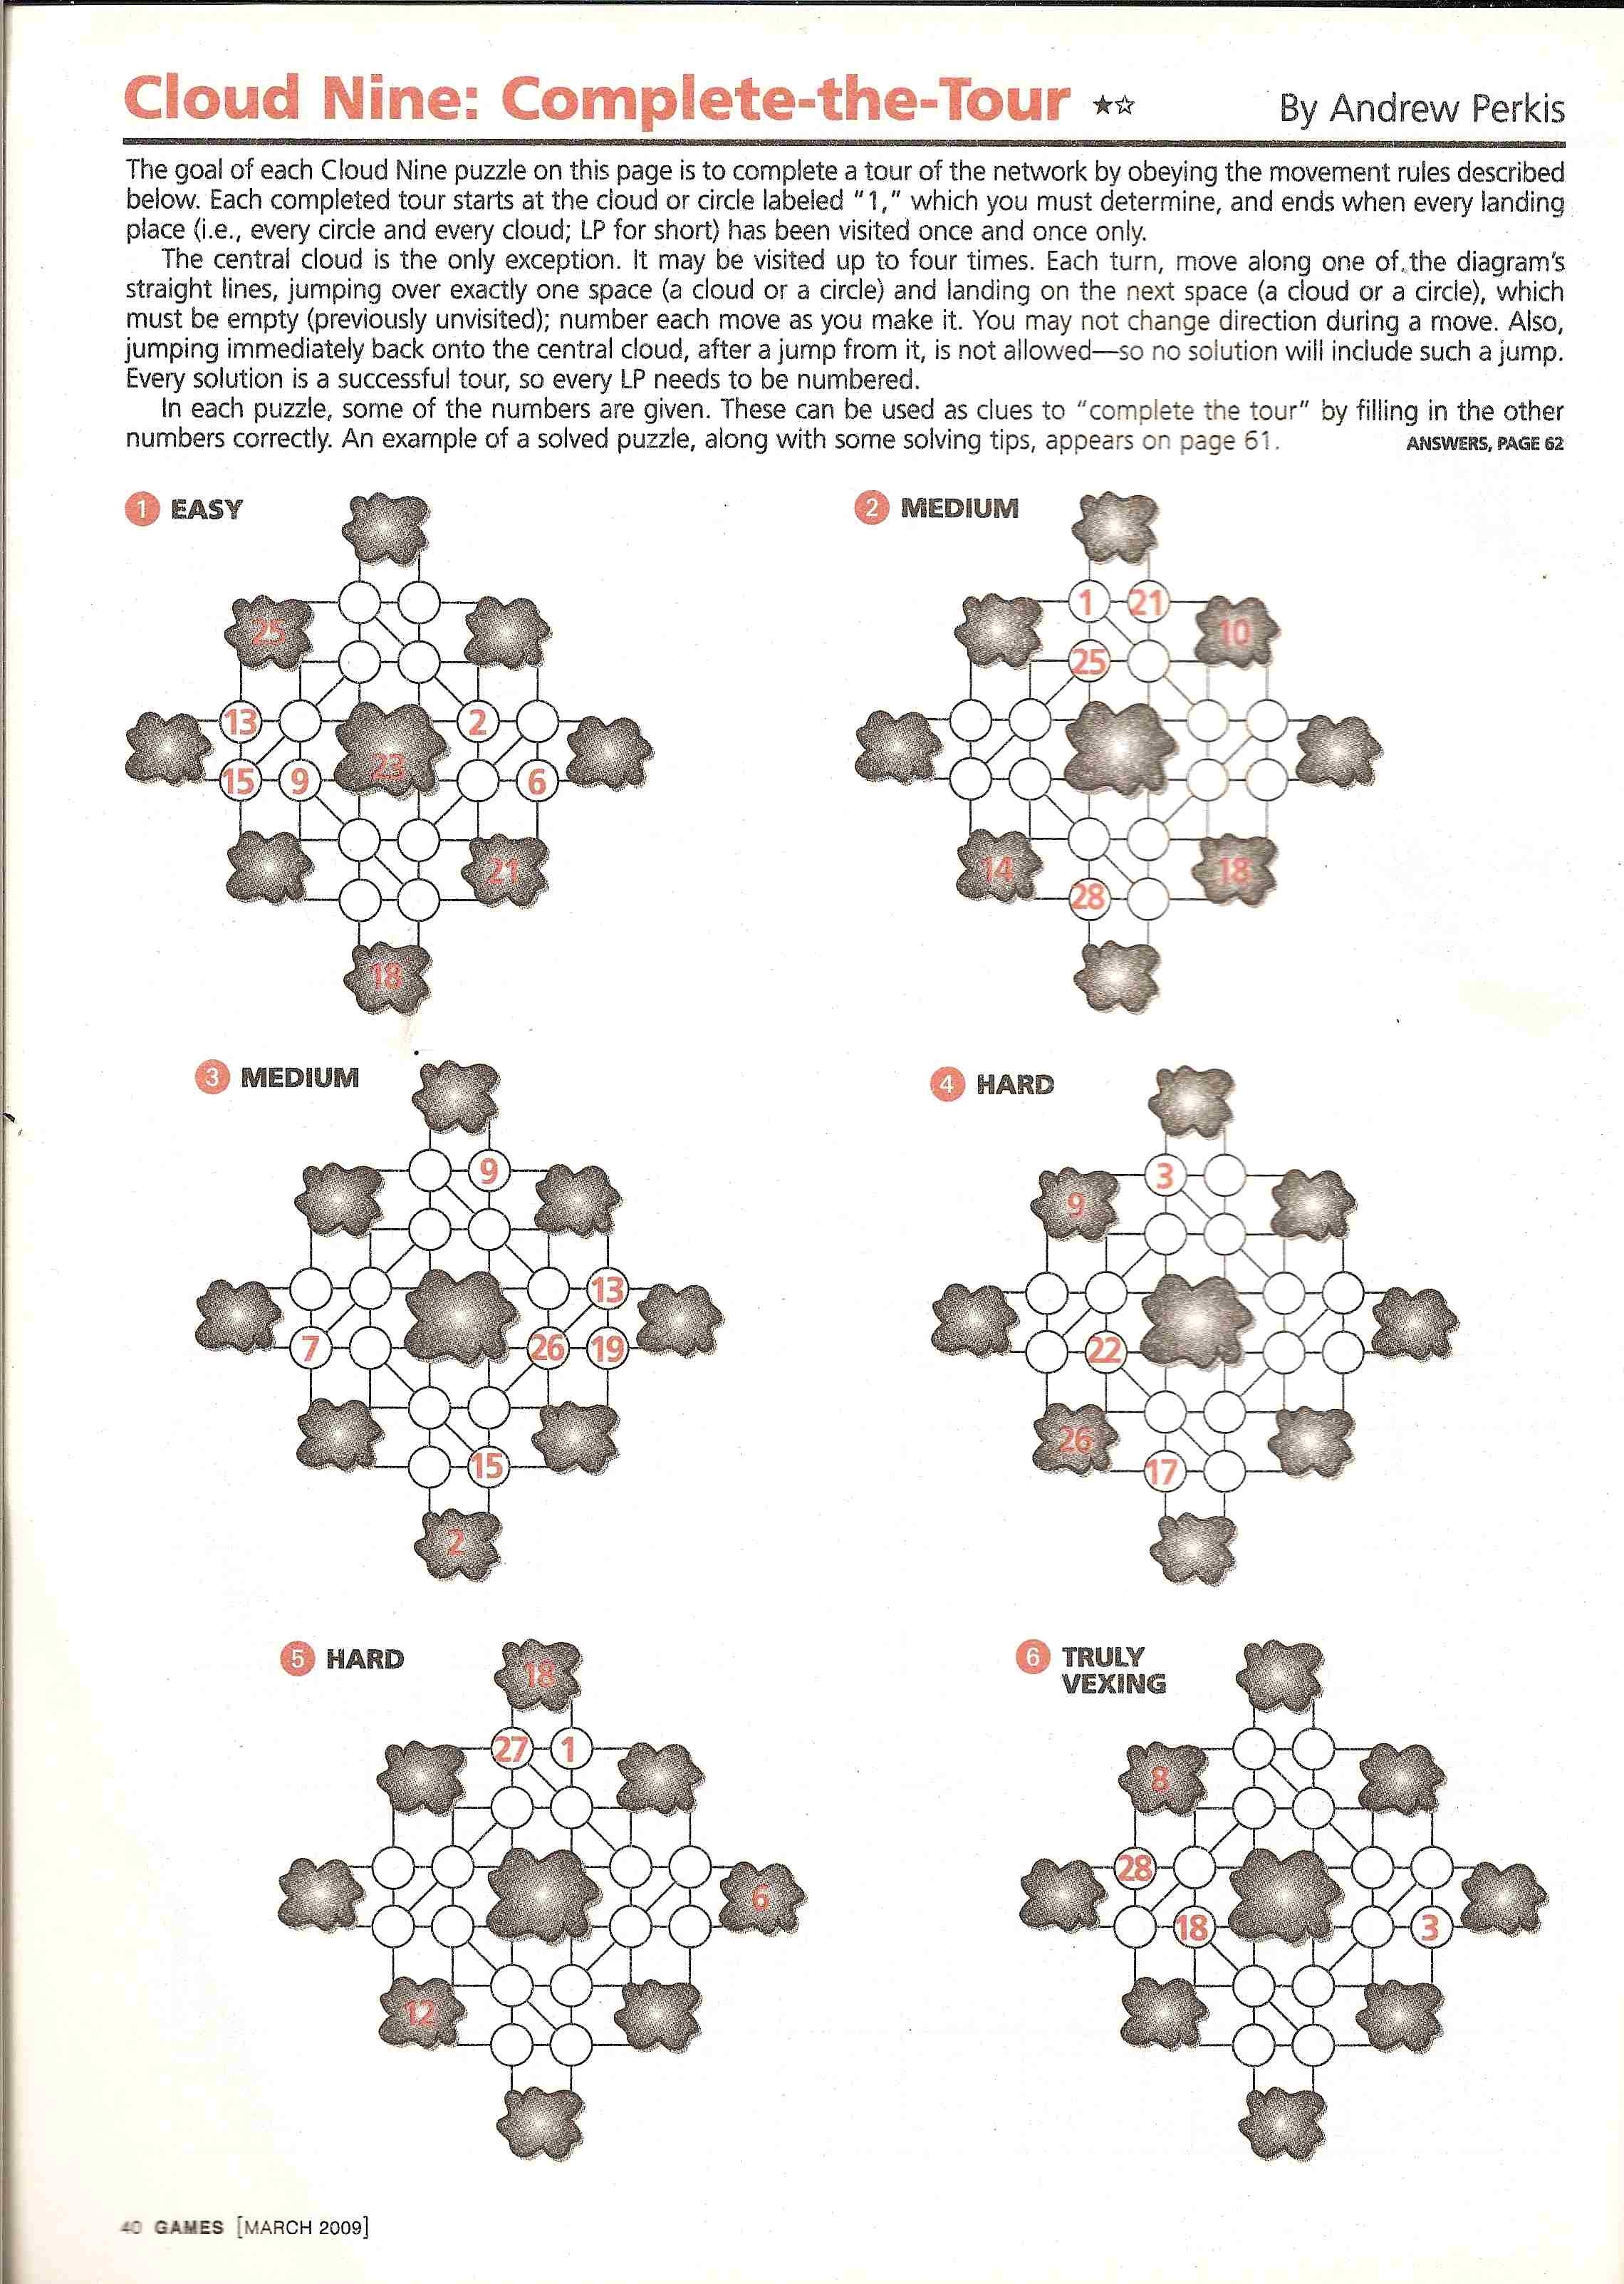 Cloud Nine: Complete-the-Tour ★☆ By Andrew Perkis
The goal of each Cloud Nine puzzle on this page is to complete a tour of the network by obeying the movement rules described
below. Each completed tour starts at the cloud or circle labeled "1," which you must determine, and ends when every landing
place (i.e., every circle and every cloud; LP for short) has been visited once and once only.
The central cloud is the only exception. It may be visited up to four times. Each turn, move along one of the diagram's
straight lines, jumping over exactly one space (a cloud or a circle) and landing on the next space (a cloud or a circle), which
must be empty (previously unvisited); number each move as you make it. You may not change direction during a move. Also,
jumping immediately back onto the central cloud, after a jump from it, is not allowed—so no solution will include such a jump.
Every solution is a successful tour, so every LP needs to be numbered.
In each puzzle, some of the numbers are given. These can be used as clues to "complete the tour" by filling in the other
numbers correctly. An example of a solved puzzle, along with some solving tips, appears on page 61. ANSWERS, PAGE 62
1 EASY
25
13 2
23
15 9 6
21
18
2 MEDIUM
1 21
10
25
14 18
28
3 MEDIUM
9
13
7 26 19
15
2
4 HARD
3
9
22
26
17
5 HARD
18
27 1
6
12
6 TRULY
VEXING
8
28
18 3
40 GAMES [MARCH 2009]